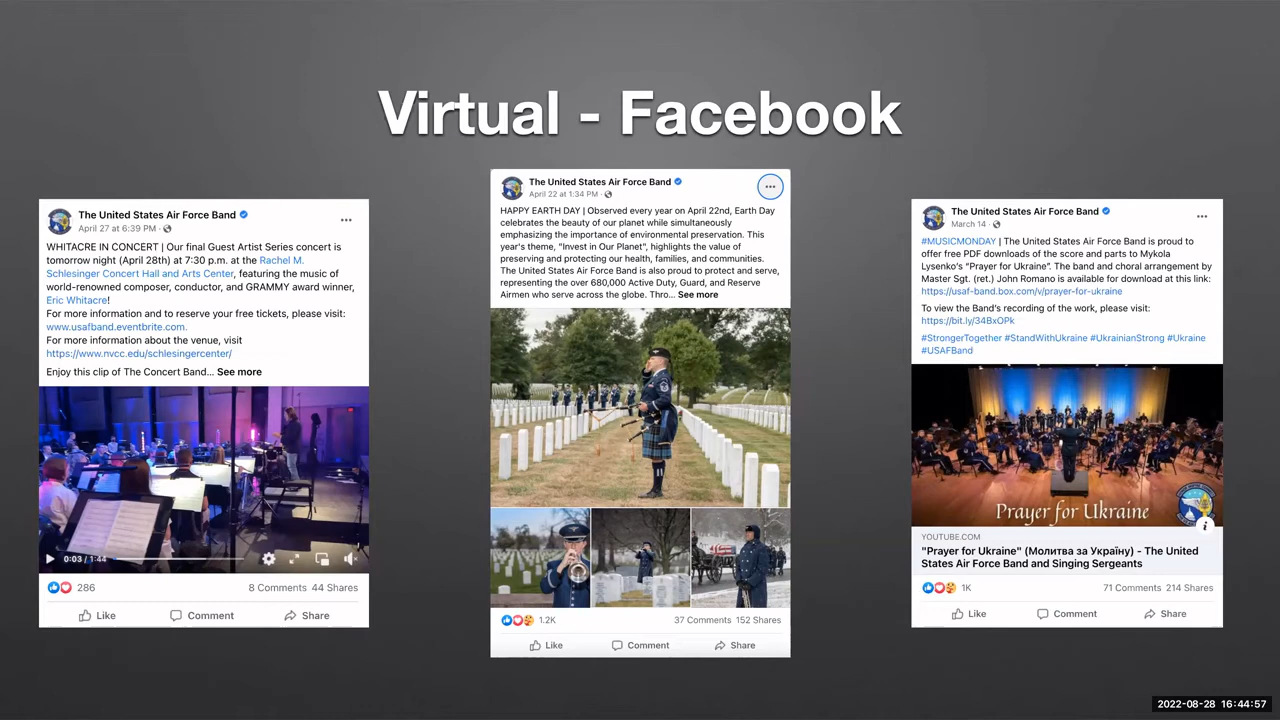 Virtual - Facebook
The United States Air Force Band
April 27 at 6:39 PM ·
WHITACRE IN CONCERT | Our final Guest Artist Series concert is
tomorrow night (April 28th) at 7:30 p.m. at the Rachel M.
Schlesinger Concert Hall and Arts Center, featuring the music of
world-renowned composer, conductor, and GRAMMY award winner,
Eric Whitacre!
For more information and to reserve your free tickets, please visit:
www.usafband.eventbrite.com.
For more information about the venue, visit
https://www.nvcc.edu/schlesingercenter/
Enjoy this clip of The Concert Band... See more
0:03 / 1:44
286
8 Comments 44 Shares
Like Comment Share
The United States Air Force Band
April 22 at 1:34 PM ·
HAPPY EARTH DAY | Observed every year on April 22nd, Earth Day
celebrates the beauty of our planet while simultaneously
emphasizing the importance of environmental preservation. This
year's theme, "Invest in Our Planet", highlights the value of
preserving and protecting our health, families, and communities.
The United States Air Force Band is also proud to protect and serve,
representing the over 680,000 Active Duty, Guard, and Reserve
Airmen who serve across the globe. Thro... See more
1.2K
37 Comments 152 Shares
Like Comment Share
The United States Air Force Band
March 14 ·
#MUSICMONDAY | The United States Air Force Band is proud to
offer free PDF downloads of the score and parts to Mykola
Lysenko's "Prayer for Ukraine". The band and choral arrangement by
Master Sgt. (ret.) John Romano is available for download at this link:
https://usaf-band.box.com/v/prayer-for-ukraine
To view the Band's recording of the work, please visit:
https://bit.ly/34BxOPk
#StrongerTogether #StandWithUkraine #UkrainianStrong #Ukraine
#USAFBand
Prayer for Ukraine
YOUTUBE.COM
"Prayer for Ukraine" (Молитва за Україну) - The United
States Air Force Band and Singing Sergeants
1K
71 Comments 214 Shares
Like Comment Share
2022-08-28 16:44:57